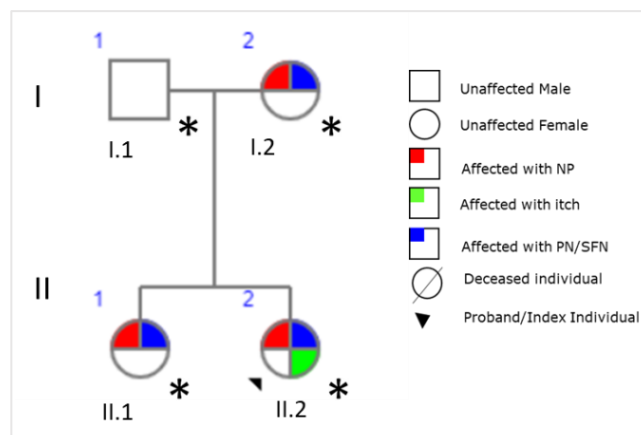 1 2
I
* *
I.1 I.2
II
1 2
* *
II.1 II.2
Unaffected Male
Unaffected Female
Affected with NP
Affected with itch
Affected with PN/SFN
Deceased individual
Proband/Index Individual